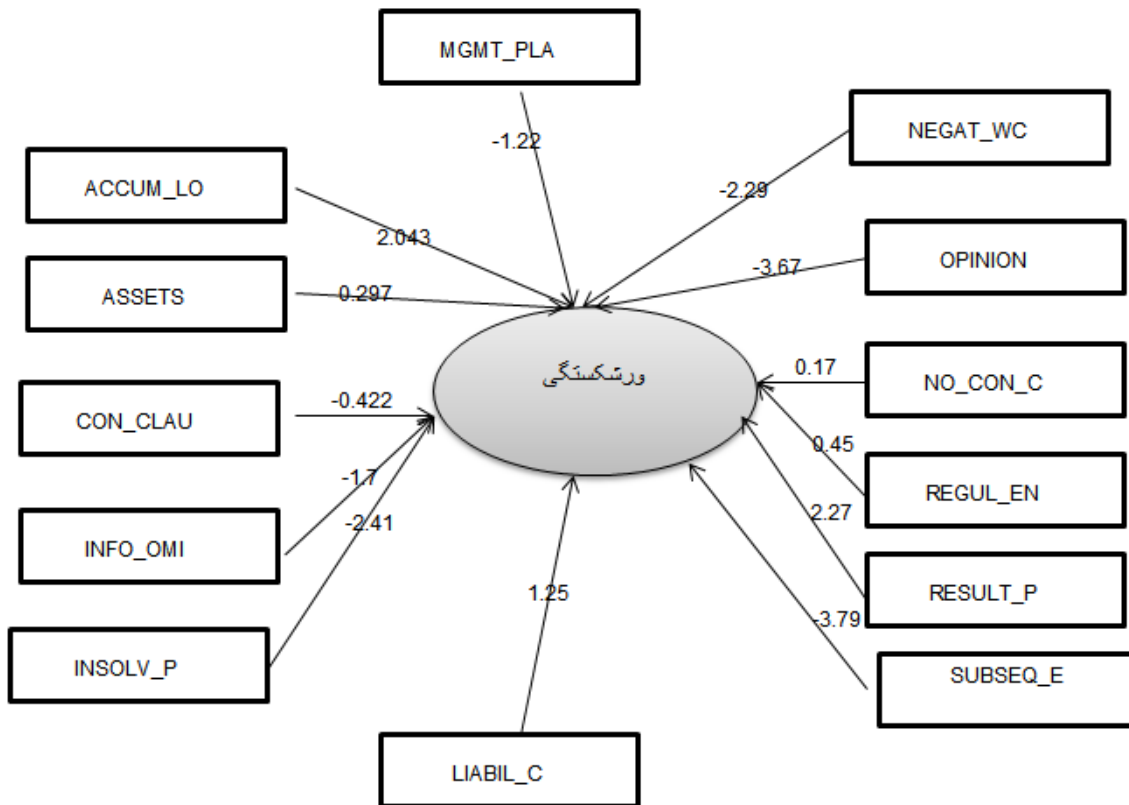 MGMT_PLA
NEGAT_WC
-1.22
ACCUM_LO
-2.29
2.043
OPINION
-3.67
ASSETS
0.297
ورشکستگی
0.17
NO_CON_C
CON_CLAU
-0.422
0.45
-1.7
REGUL_EN
2.27
-2.41
INFO_OMI
1.25
RESULT_P
-3.79
INSOLV_P
SUBSEQ_E
LIABIL_C